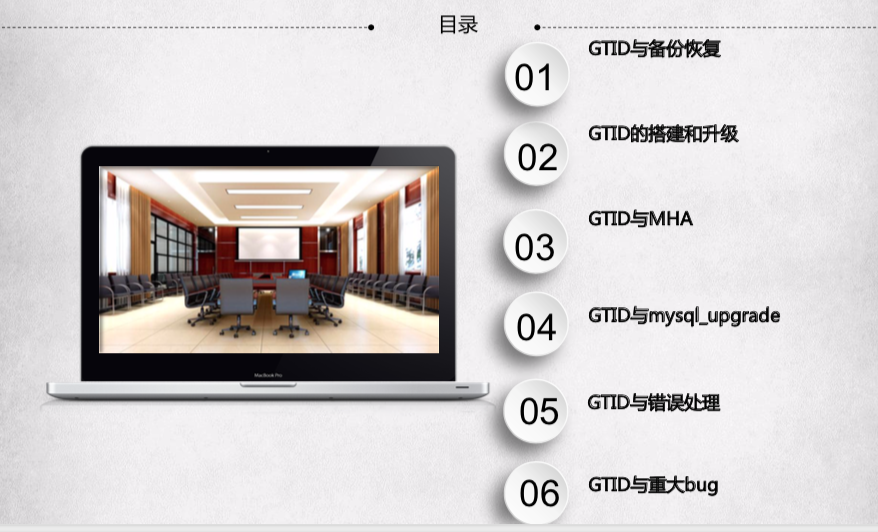 目录
01
GTID与备份恢复
02
GTID的搭建和升级
03
GTID与MHA
04
GTID与mysql_upgrade
05
GTID与错误处理
06
GTID与重大bug
MacBook Pro